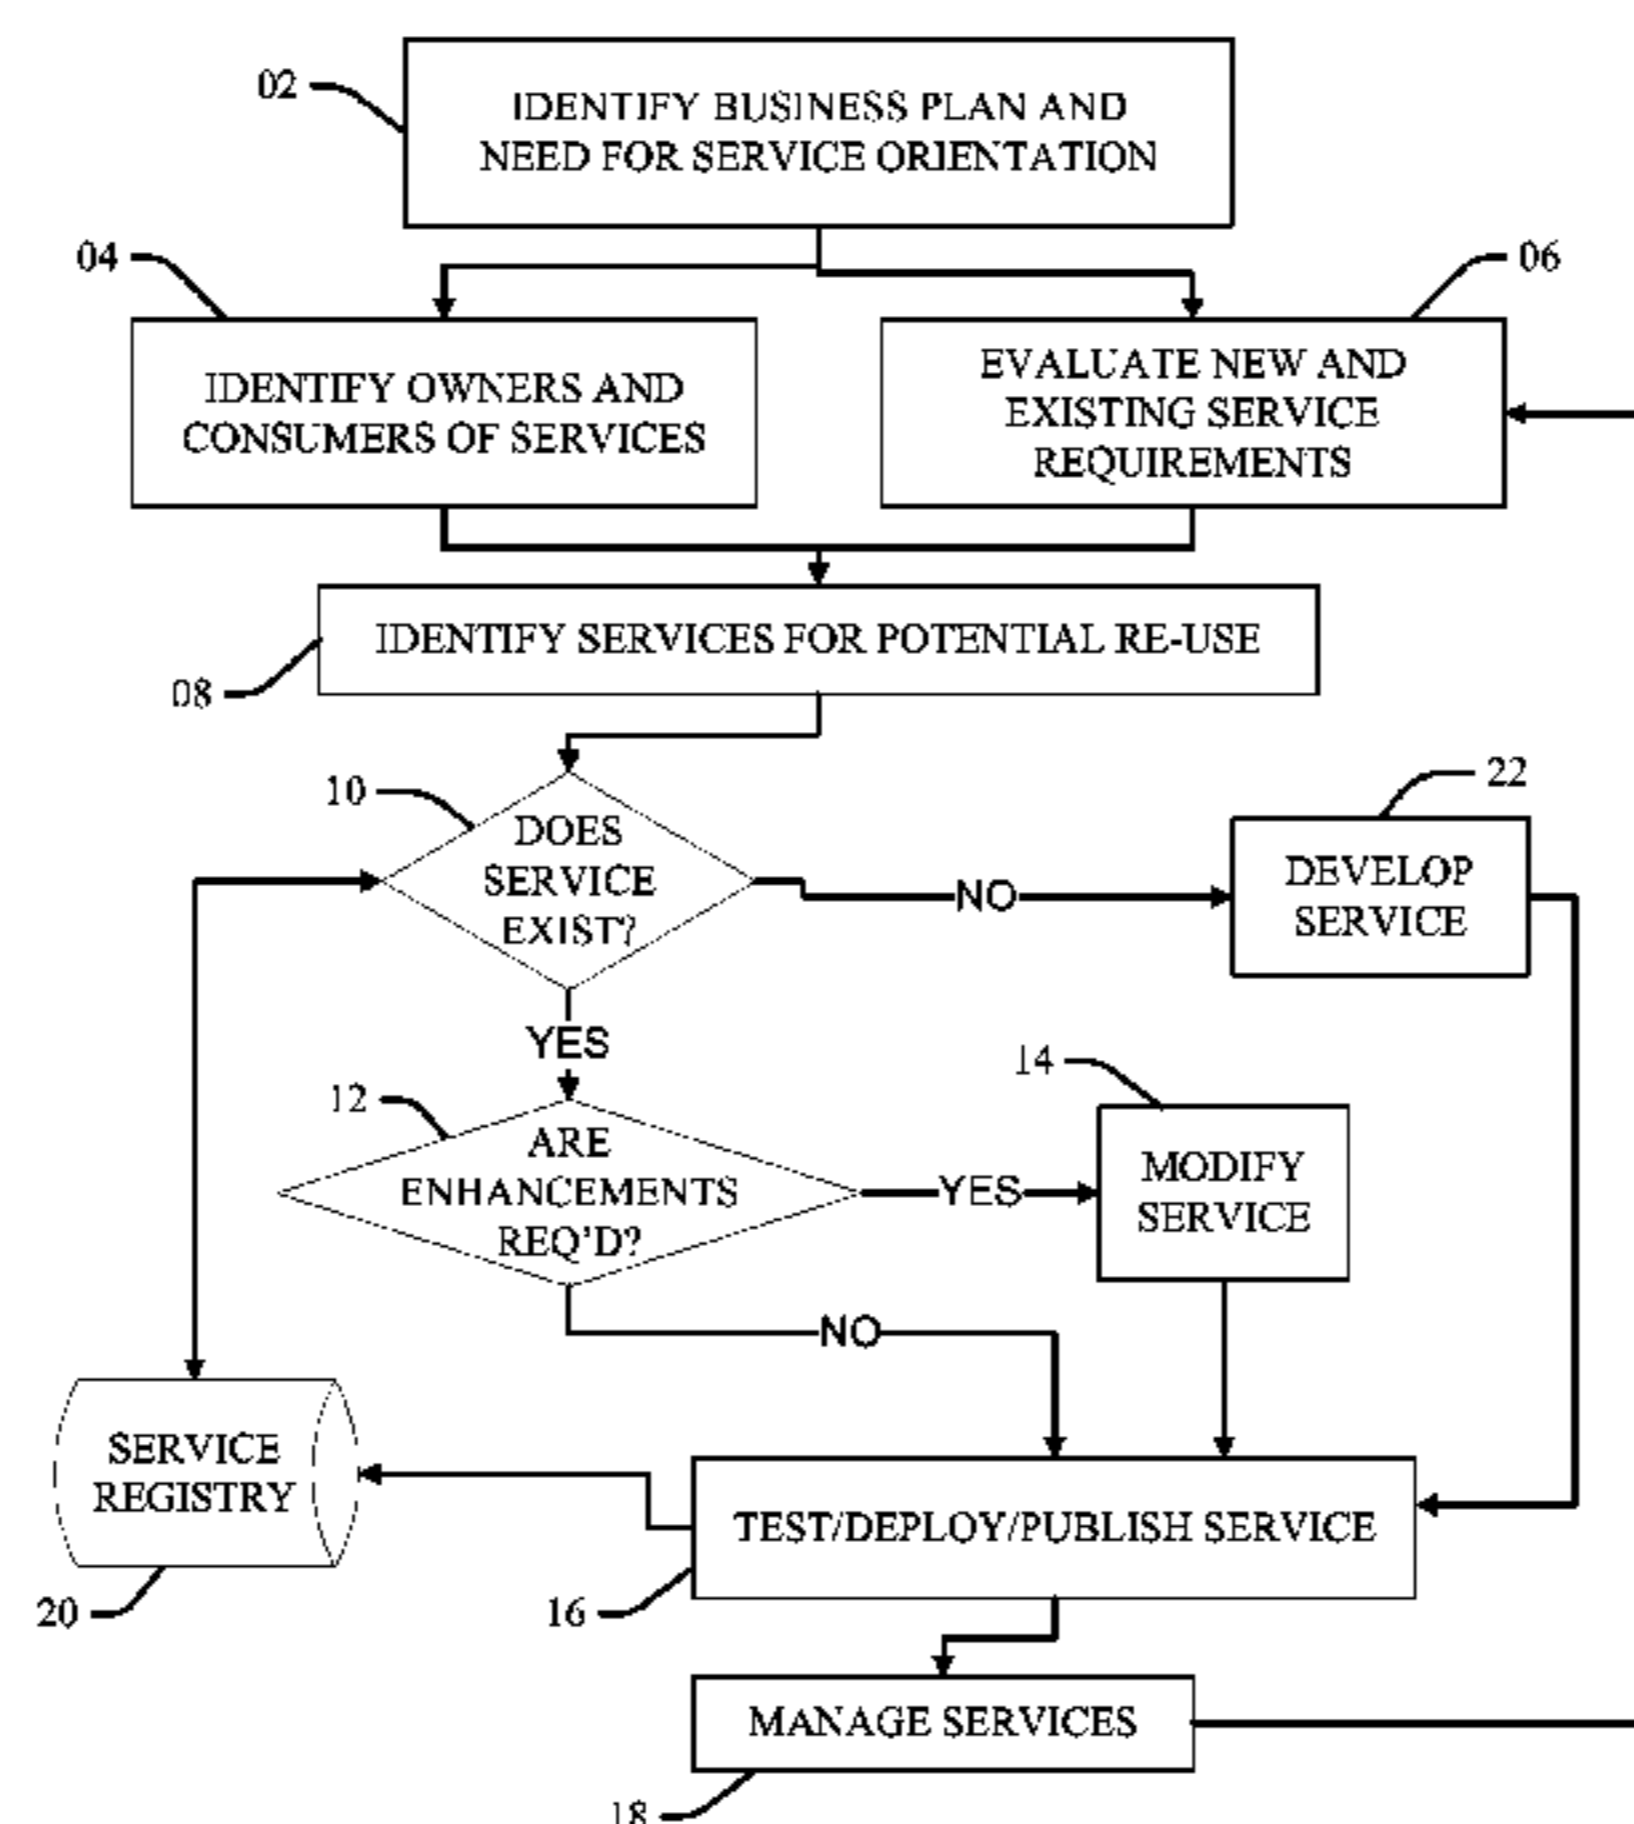 02
IDENTIFY BUSINESS PLAN AND
NEED FOR SERVICE ORIENTATION
04
06
IDENTIFY OWNERS AND
CONSUMERS OF SERVICES
EVALUATE NEW AND
EXISTING SERVICE
REQUIREMENTS
IDENTIFY SERVICES FOR POTENTIAL RE-USE
08
10
DOES
SERVICE
EXIST?
NO
22
DEVELOP
SERVICE
YES
12
ARE
ENHANCEMENTS
REQ'D?
YES
14
MODIFY
SERVICE
NO
SERVICE
REGISTRY
20
TEST/DEPLOY/PUBLISH SERVICE
16
MANAGE SERVICES
18